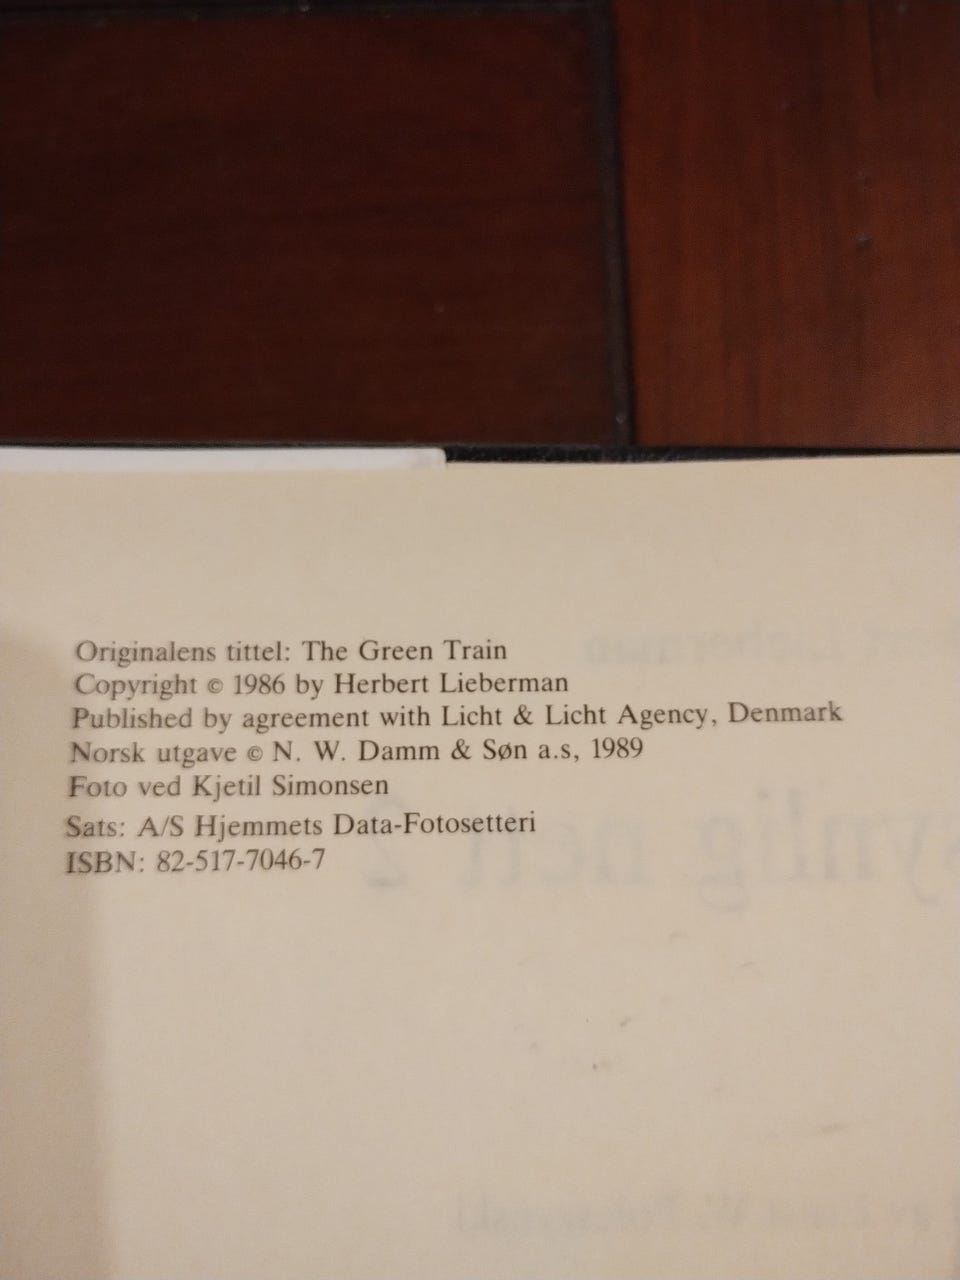 Originalens tittel: The Green Train
Copyright © 1986 by Herbert Lieberman
Published by agreement with Licht & Licht Agency, Denmark
Norsk utgave © N. W. Damm & Søn a.s, 1989
Foto ved Kjetil Simonsen
Sats: A/S Hjemmets Data-Fotosetteri
ISBN: 82-517-7046-7